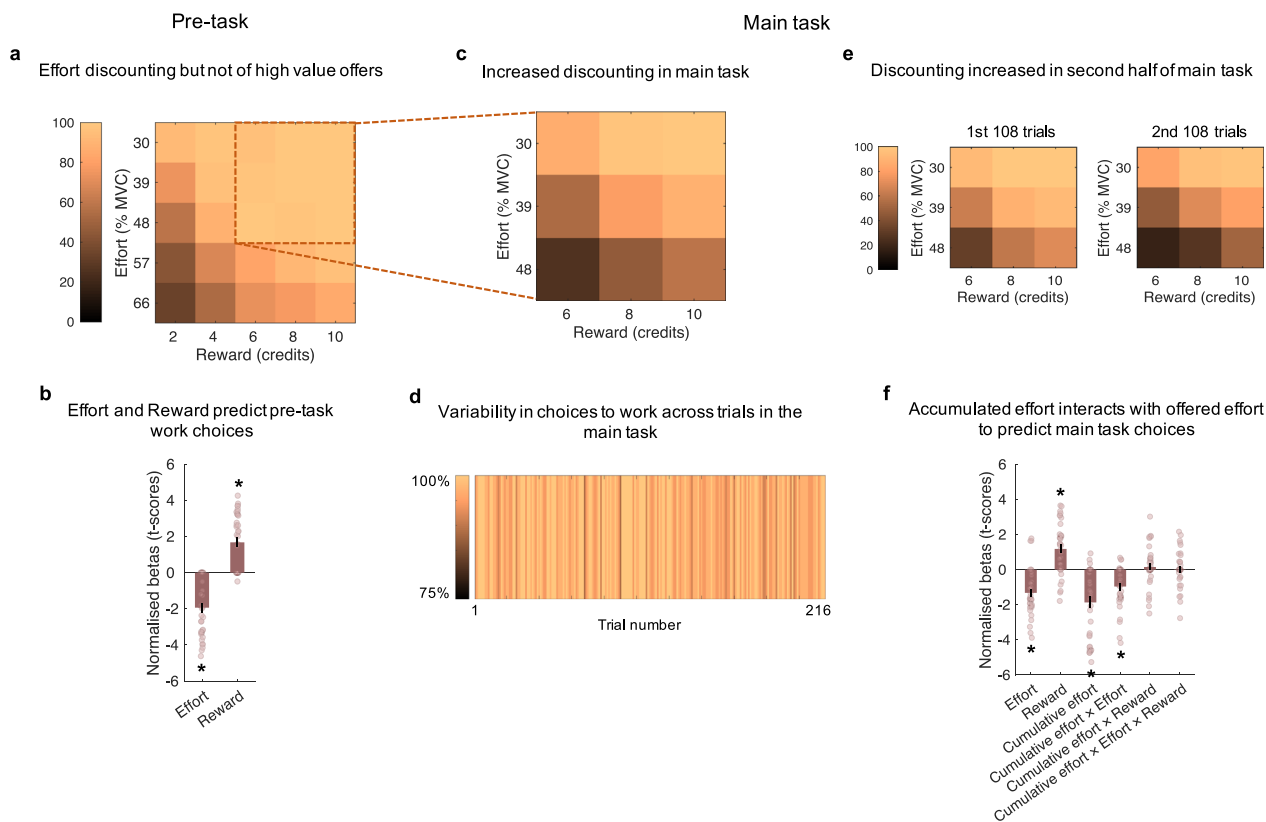 Pre-task
Main task
a
Effort discounting but not of high value offers
100
80
60
40
20
0
Effort (% MVC)
30
39
48
57
66
2 4 6 8 10
Reward (credits)
c
Increased discounting in main task
Effort (% MVC)
30
39
48
6 8 10
Reward (credits)
e
Discounting increased in second half of main task
100
80
60
40
20
0
1st 108 trials
Effort (% MVC)
30
39
48
6 8 10
Reward (credits)
2nd 108 trials
Effort (% MVC)
30
39
48
6 8 10
Reward (credits)
b
Effort and Reward predict pre-task
work choices
Normalised betas (t-scores)
6
4
2
0
-2
-4
-6
*
*
Effort
Reward
d
Variability in choices to work across trials in the
main task
100%
75%
1 216
Trial number
f
Accumulated effort interacts with offered effort
to predict main task choices
Normalised betas (t-scores)
6
4
2
0
-2
-4
-6
*
*
*
*
Effort
Reward
Cumulative effort
Cumulative effort × Effort
Cumulative effort × Reward
Cumulative effort × Effort × Reward